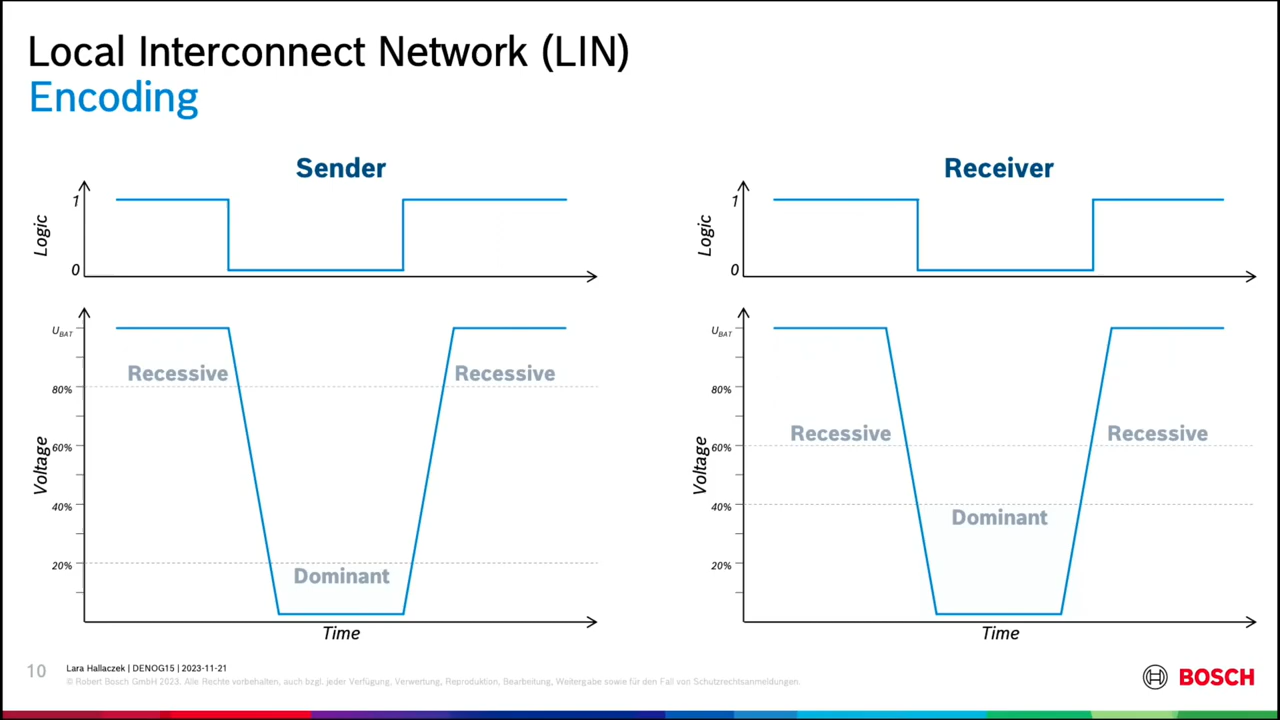 Local Interconnect Network (LIN)
Encoding
Sender
1
Logic
0
U_BAT
Recessive
Recessive
80%
Voltage
60%
40%
20%
Dominant
Time
Receiver
1
Logic
0
U_BAT
80%
Recessive
Recessive
Voltage
60%
40%
Dominant
20%
Time
10
Lara Hallaczek | DENOG15 | 2023-11-21
© Robert Bosch GmbH 2023. Alle Rechte vorbehalten, auch bzgl. jeder Verfügung, Verwertung, Reproduktion, Bearbeitung, Weitergabe sowie für den Fall von Schutzrechtsanmeldungen.
BOSCH